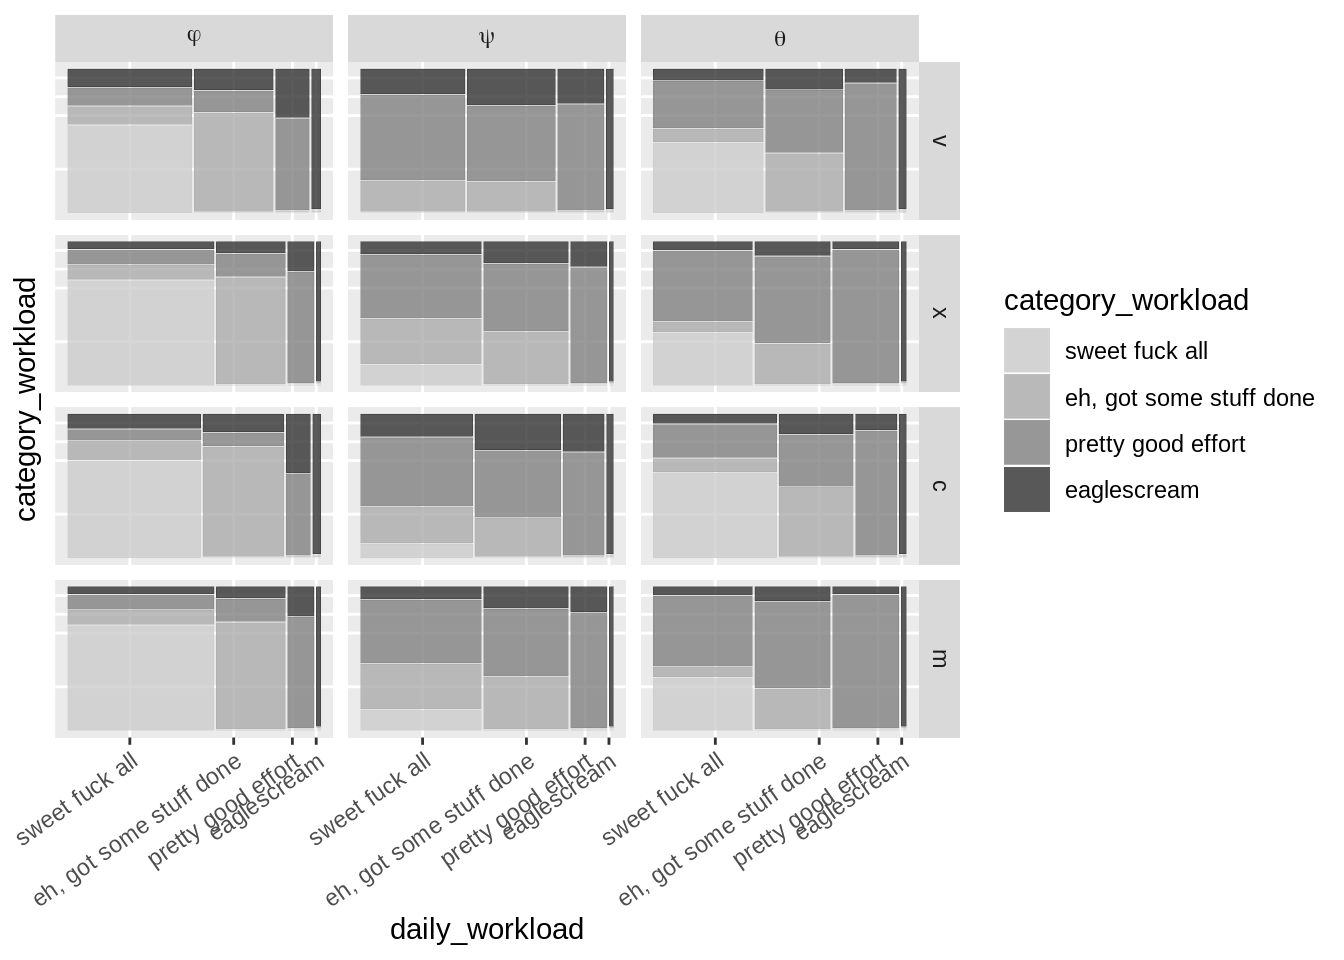 φ ψ θ
v
x
c
m
category_workload
category_workload
sweet fuck all
eh, got some stuff done
pretty good effort
eaglescream
sweet fuck all
eh, got some stuff done
pretty good effort
eaglescream
sweet fuck all
eh, got some stuff done
pretty good effort
eaglescream
sweet fuck all
eh, got some stuff done
pretty good effort
eaglescream
daily_workload